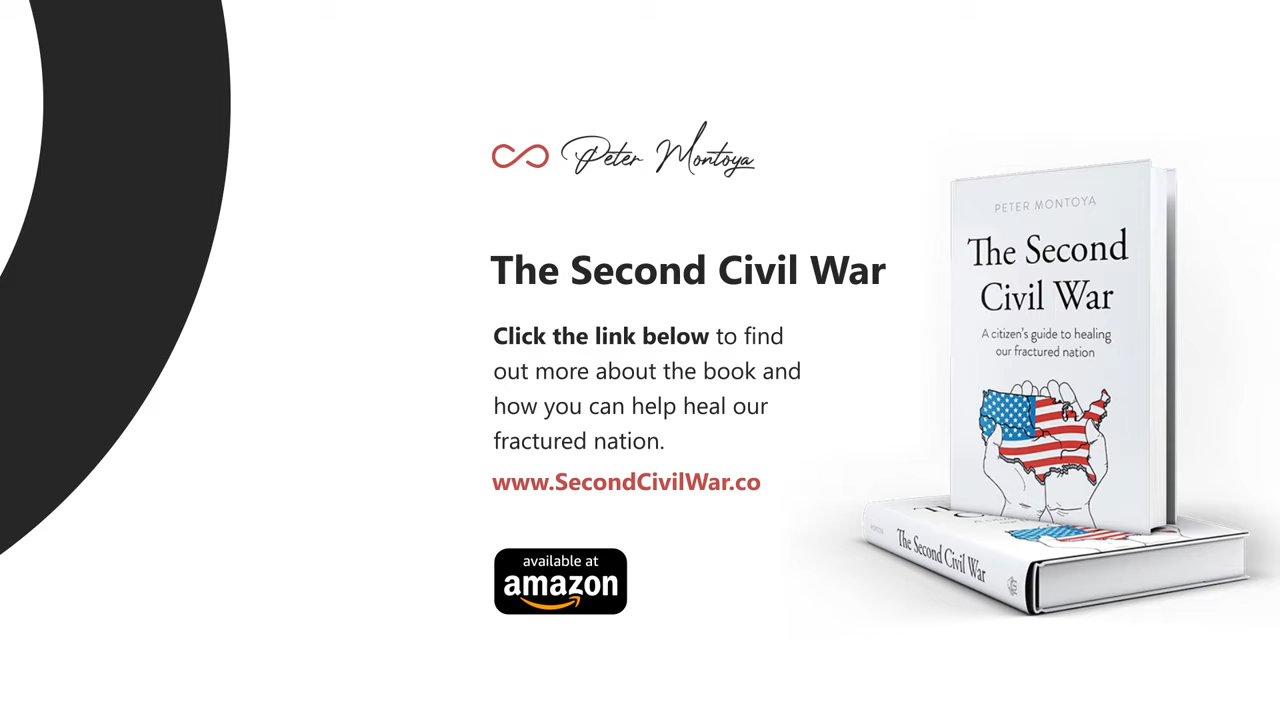 Peter Montoya
The Second Civil War
Click the link below to find
out more about the book and
how you can help heal our
fractured nation.
www.SecondCivilWar.co
available at
amazon
PETER MONTOYA
The Second
Civil War
A citizen's guide to healing
our fractured nation
The Second Civil War